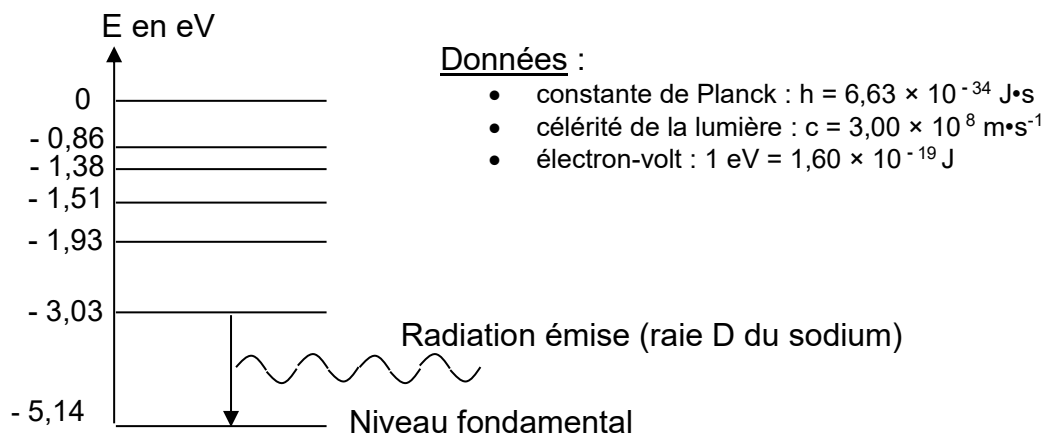 E en eV
Données :
• constante de Planck : h = 6,63 × 10⁻³⁴ J•s
• célérité de la lumière : c = 3,00 × 10⁸ m•s⁻¹
• électron-volt : 1 eV = 1,60 × 10⁻¹⁹ J
0
- 0,86
- 1,38
- 1,51
- 1,93
- 3,03
Radiation émise (raie D du sodium)
- 5,14
Niveau fondamental